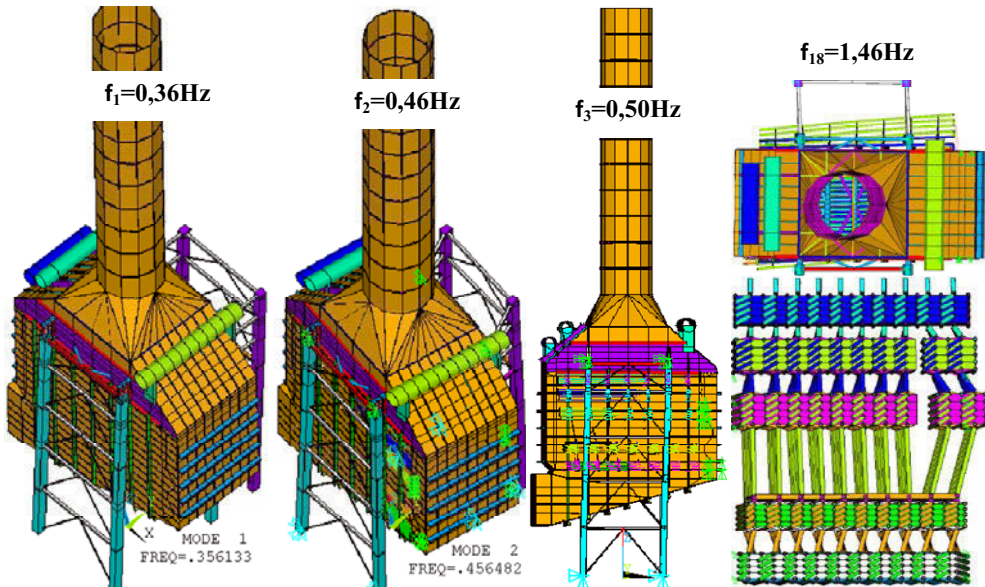 f₁=0,36Hz
f₂=0,46Hz
f₃=0,50Hz
f₁₈=1,46Hz
X
MODE 1
FREQ=.356133
MODE 2
FREQ=.456482